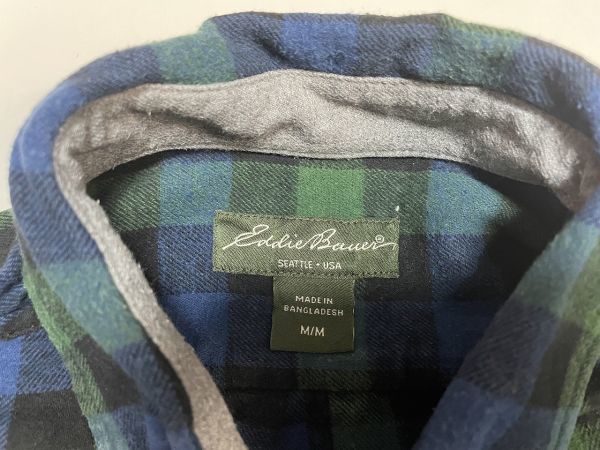 Eddie Bauer®
SEATTLE • USA
MADE IN
BANGLADESH
M/M